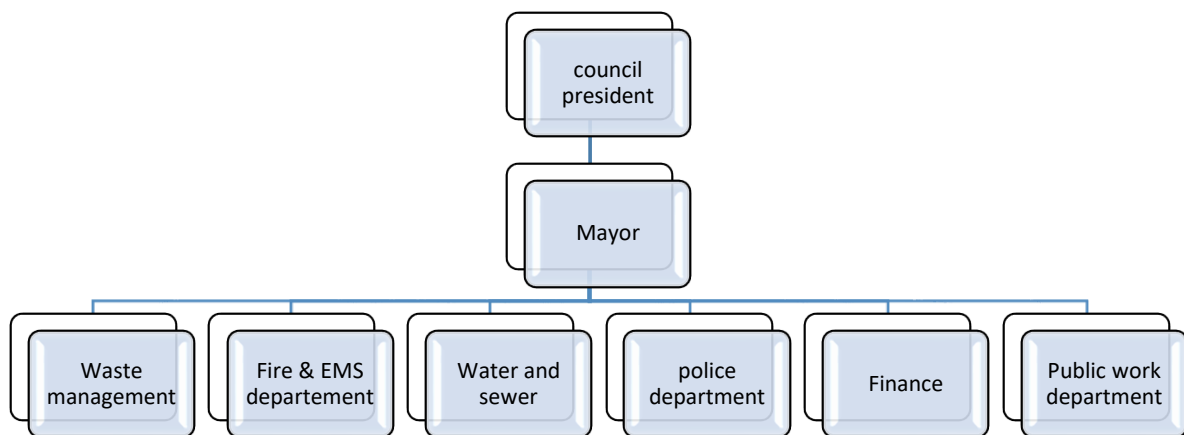 council
president
Mayor
Waste
management
Fire & EMS
departement
Water and
sewer
police
department
Finance
Public work
department